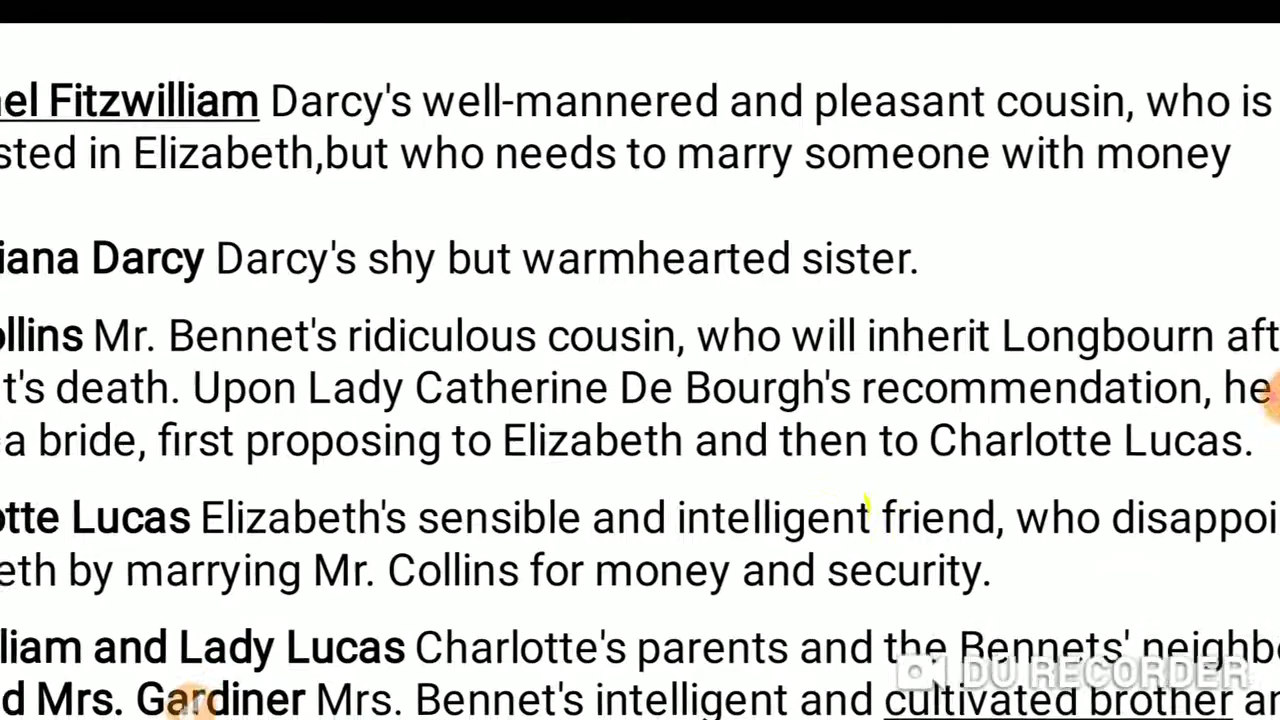 el Fitzwilliam Darcy's well-mannered and pleasant cousin, who is
sted in Elizabeth,but who needs to marry someone with money
iana Darcy Darcy's shy but warmhearted sister.
ollins Mr. Bennet's ridiculous cousin, who will inherit Longbourn aft
t's death. Upon Lady Catherine De Bourgh's recommendation, he
a bride, first proposing to Elizabeth and then to Charlotte Lucas.
otte Lucas Elizabeth's sensible and intelligent friend, who disappoi
eth by marrying Mr. Collins for money and security.
lliam and Lady Lucas Charlotte's parents and the Bennets' neighb
d Mrs. Gardiner Mrs. Bennet's intelligent and cultivated brother a
DU RECORDER